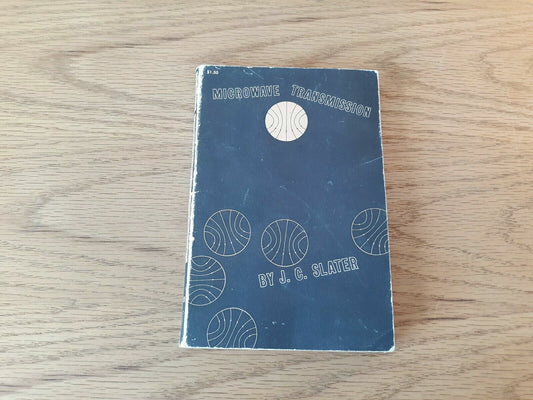 $1.50
MICROWAVE TRANSMISSION
BY J. C. SLATER